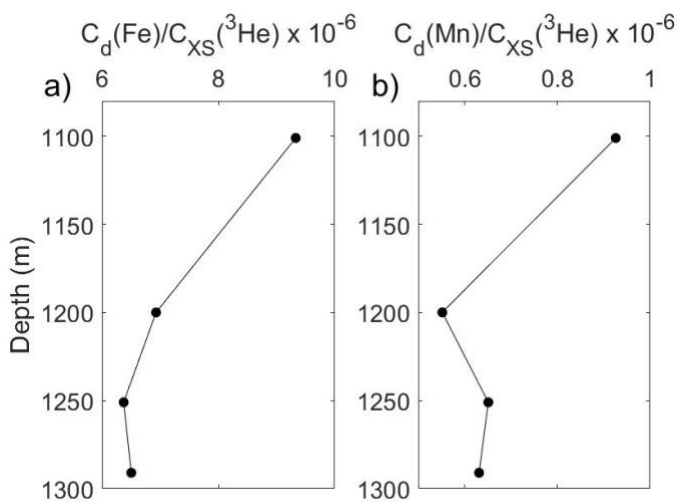 C_d(Fe)/C_XS(³He) x 10⁻⁶
C_d(Mn)/C_XS(³He) x 10⁻⁶
a) 6 8 10
b) 0.6 0.8 1
Depth (m)
1100
1150
1200
1250
1300
1100
1150
1200
1250
1300